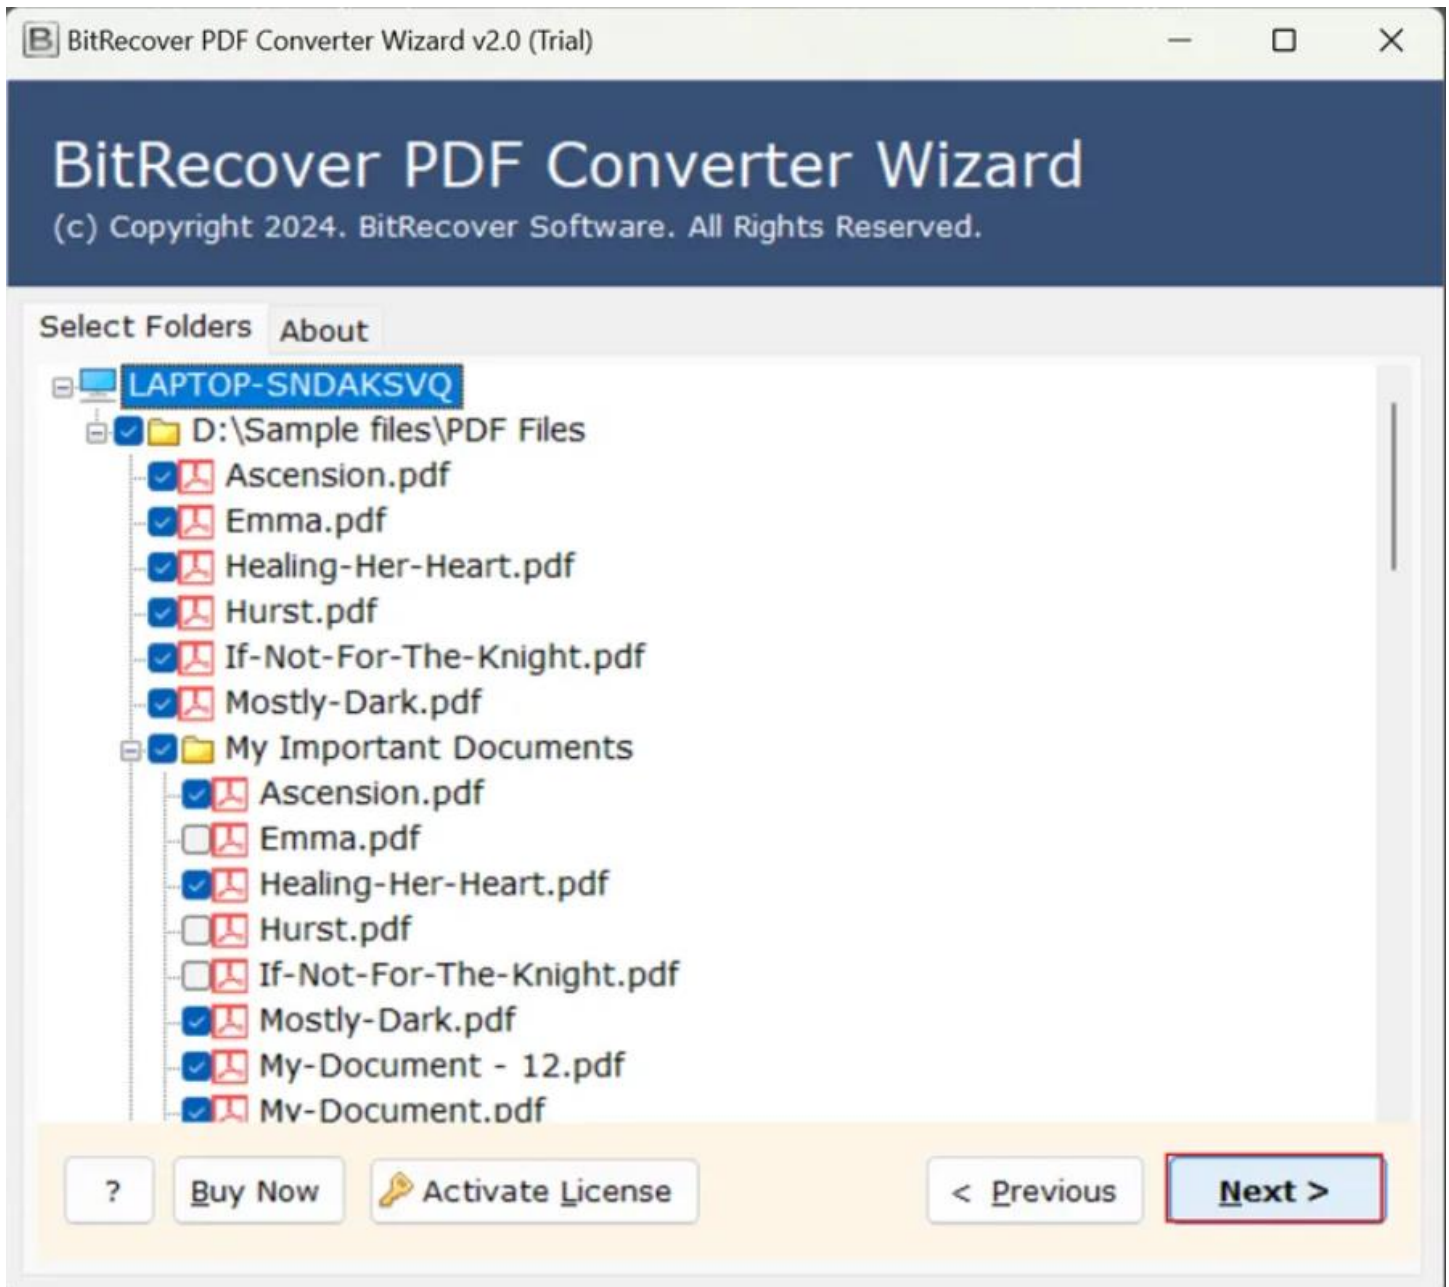 B BitRecover PDF Converter Wizard v2.0 (Trial)
BitRecover PDF Converter Wizard
(c) Copyright 2024. BitRecover Software. All Rights Reserved.
Select Folders About
LAPTOP-SNDAKSVQ
D:\Sample files\PDF Files
Ascension.pdf
Emma.pdf
Healing-Her-Heart.pdf
Hurst.pdf
If-Not-For-The-Knight.pdf
Mostly-Dark.pdf
My Important Documents
Ascension.pdf
Emma.pdf
Healing-Her-Heart.pdf
Hurst.pdf
If-Not-For-The-Knight.pdf
Mostly-Dark.pdf
My-Document - 12.pdf
My-Document.pdf
? Buy Now Activate License < Previous Next >